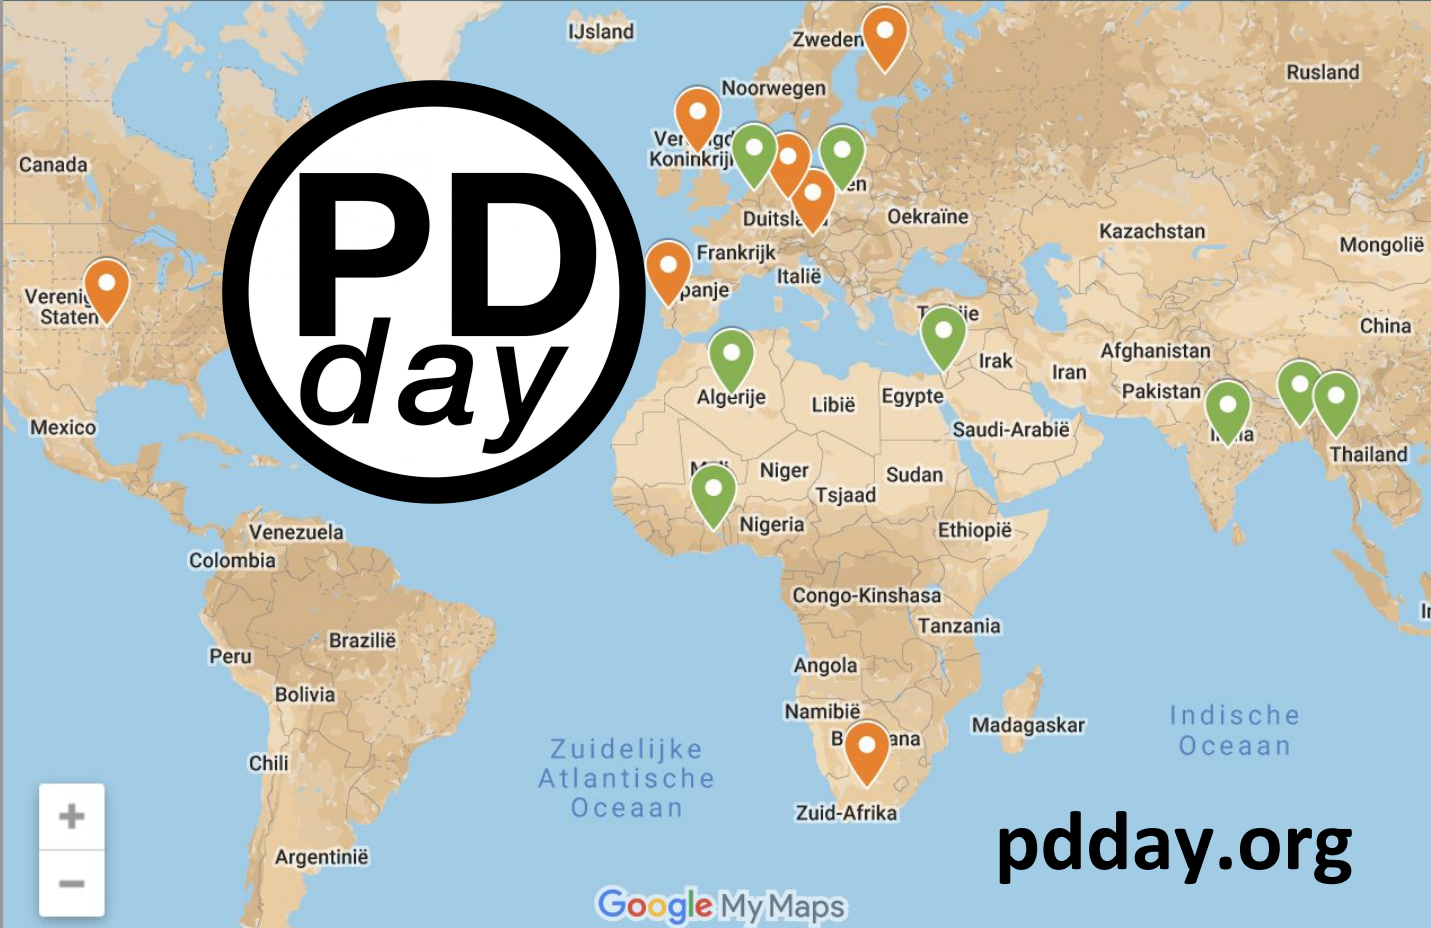 IJsland
Zweden
Rusland
Noorwegen
Koninkrij
Canada
Oekraïne
Kazachstan
Mongolië
Frankrijk
Italië
Staten
China
Irak
Iran
Afghanistan
Pakistan
Algerije
Libië
Egypte
Saudi-Arabië
Mexico
Thailand
Niger
Sudan
Tsjaad
Nigeria
Ethiopië
Venezuela
Colombia
Congo-Kinshasa
Tanzania
Brazilië
Peru
Angola
Bolivia
Namibië
Madagaskar
Indische
Oceaan
Chili
Zuidelijke
Atlantische
Oceaan
Zuid-Afrika
Argentinië
PD
day
pdday.org
Google My Maps